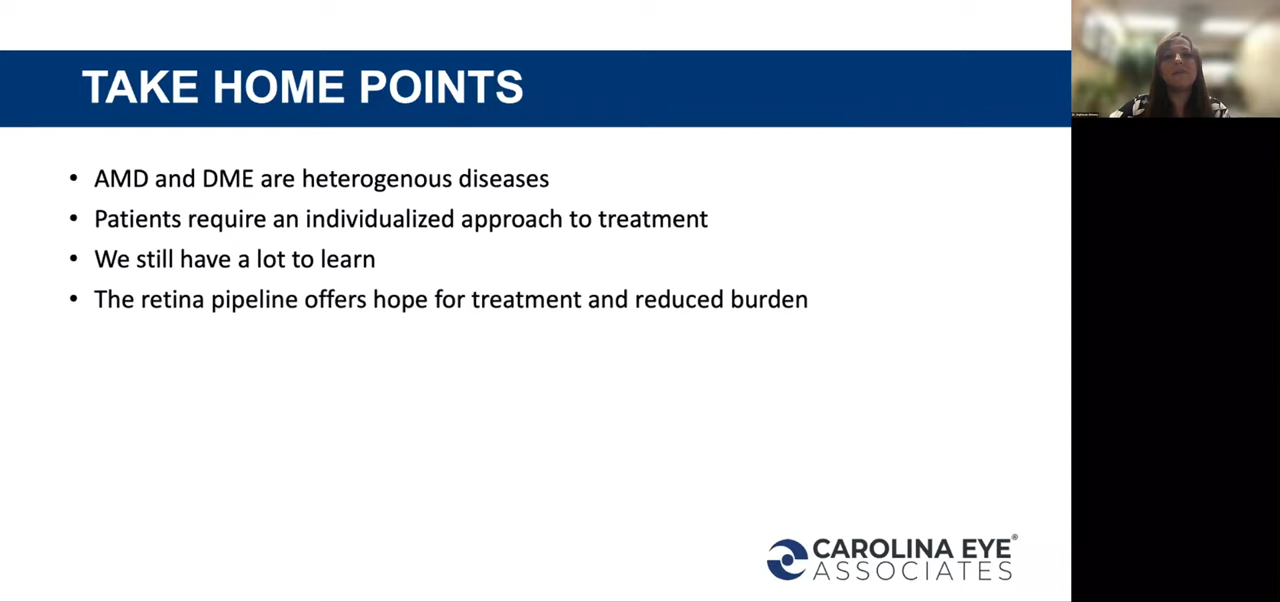 TAKE HOME POINTS
• AMD and DME are heterogenous diseases
• Patients require an individualized approach to treatment
• We still have a lot to learn
• The retina pipeline offers hope for treatment and reduced burden
CAROLINA EYE®
ASSOCIATES